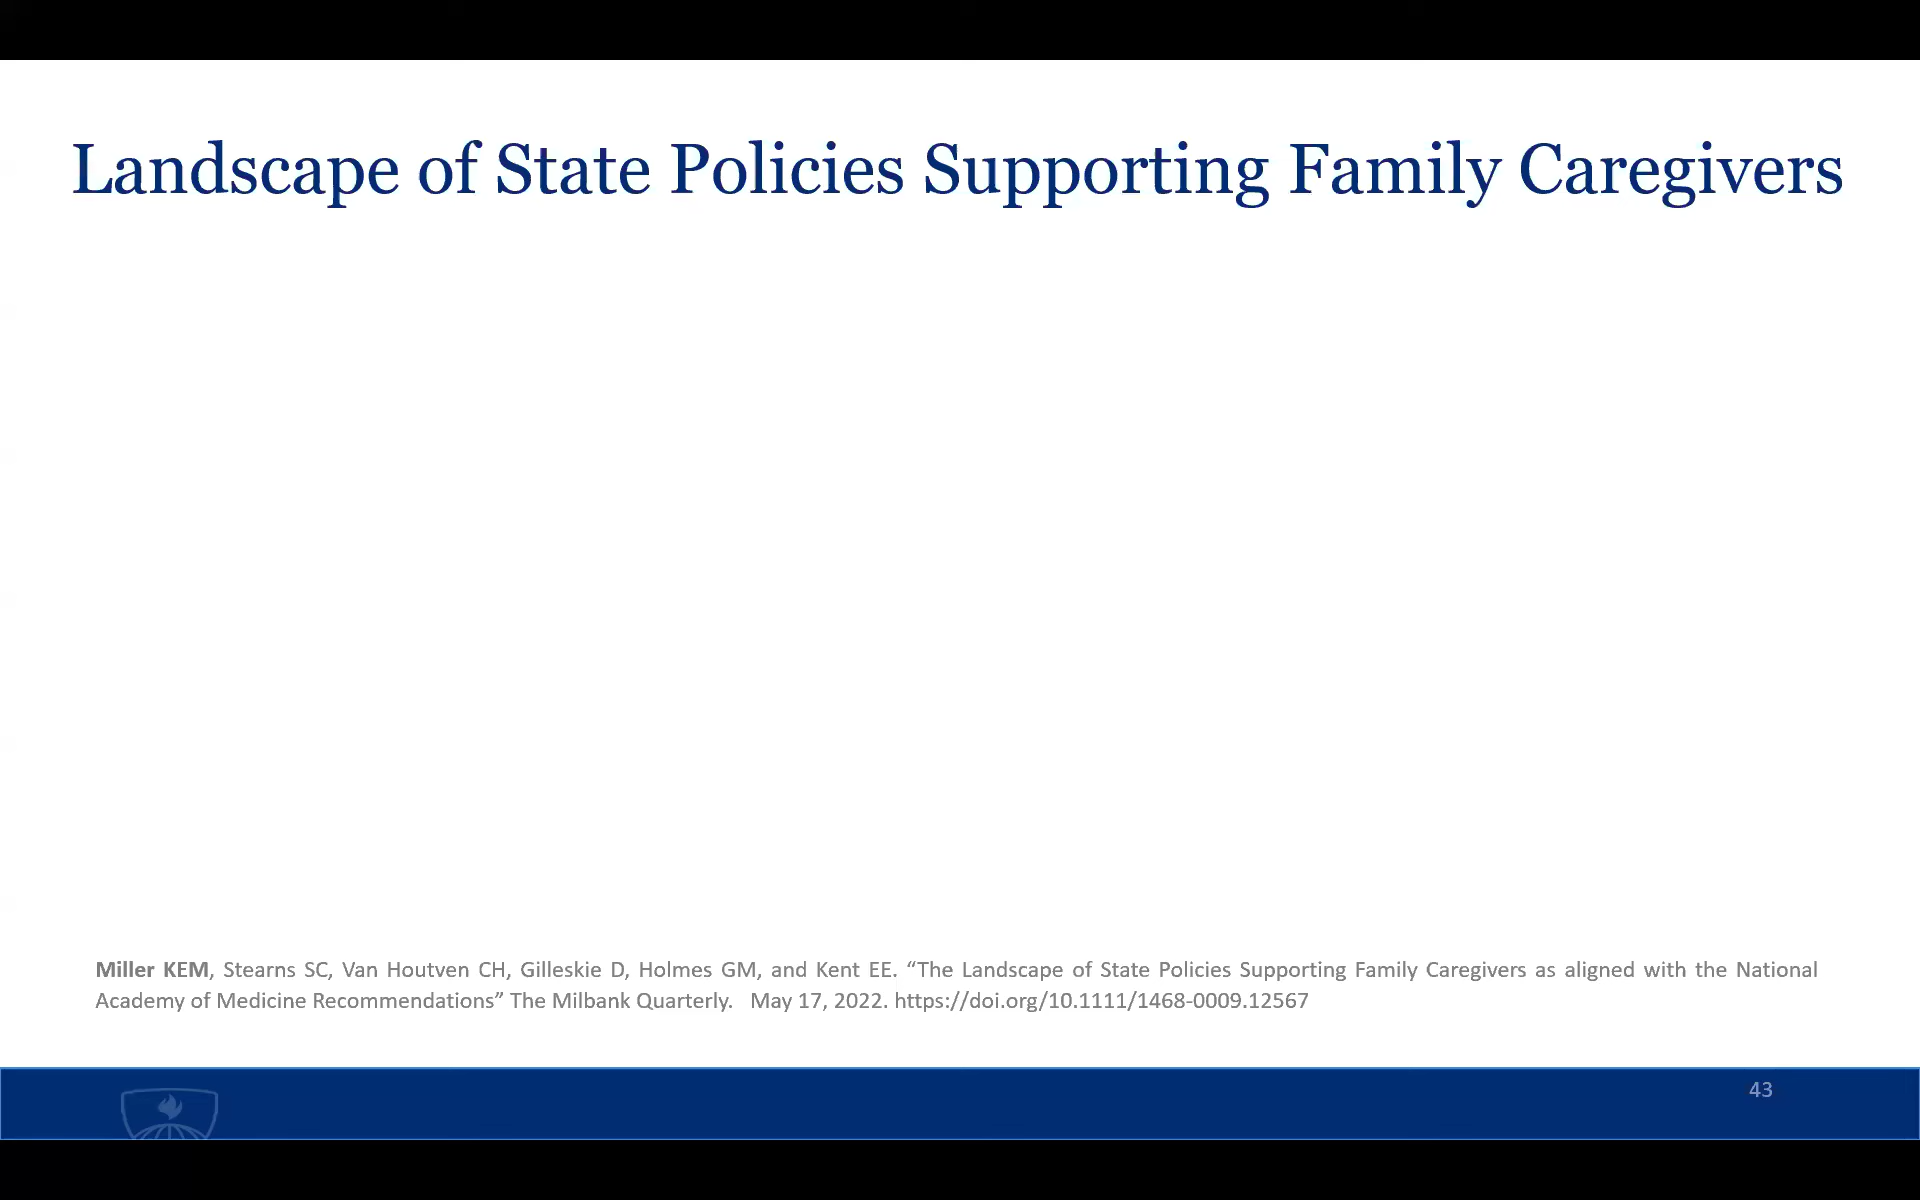 Landscape of State Policies Supporting Family Caregivers
Miller KEM, Stearns SC, Van Houtven CH, Gilleskie D, Holmes GM, and Kent EE. “The Landscape of State Policies Supporting Family Caregivers as aligned with the National
Academy of Medicine Recommendations” The Milbank Quarterly.   May 17, 2022. https://doi.org/10.1111/1468-0009.12567
43